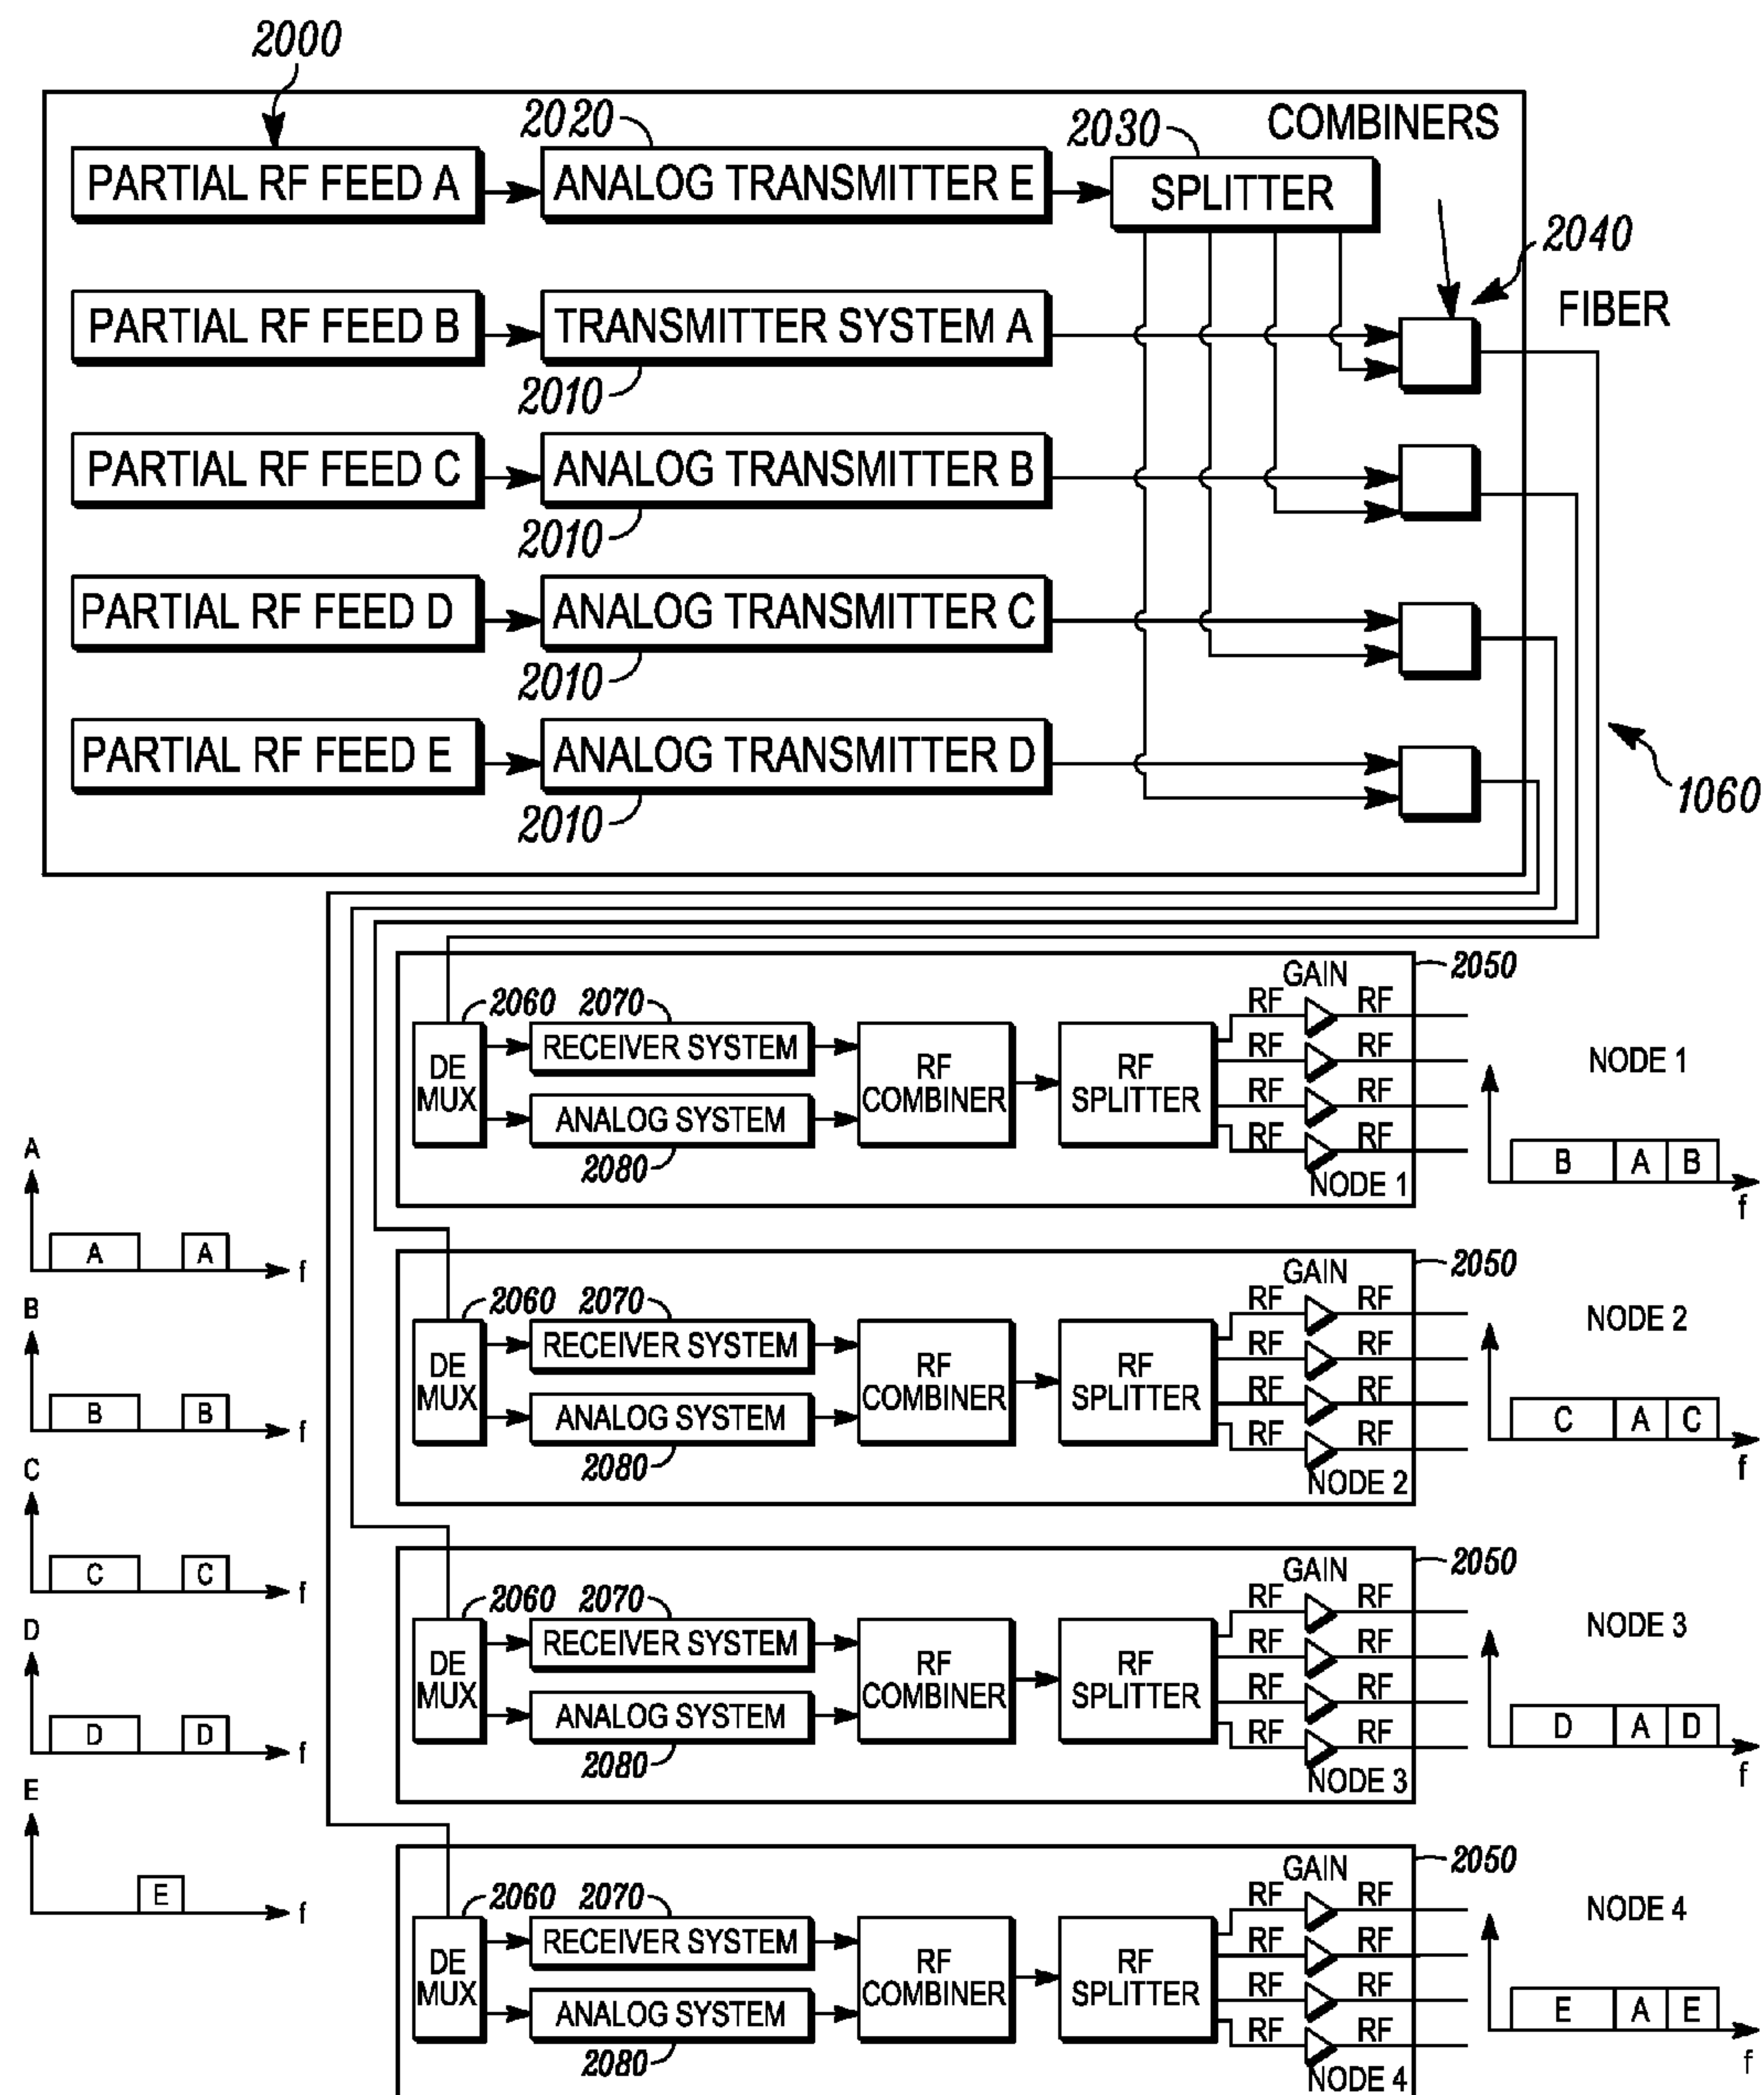 2000
2020
2030
COMBINERS
PARTIAL RF FEED A
ANALOG TRANSMITTER E
SPLITTER
2040
FIBER
PARTIAL RF FEED B
TRANSMITTER SYSTEM A
2010
PARTIAL RF FEED C
ANALOG TRANSMITTER B
2010
PARTIAL RF FEED D
ANALOG TRANSMITTER C
2010
PARTIAL RF FEED E
ANALOG TRANSMITTER D
2010
1060
2050
GAIN
2060
2070
RF
RF
DE
MUX
RECEIVER SYSTEM
RF
COMBINER
RF
SPLITTER
RF
RF
RF
RF
ANALOG SYSTEM
RF
RF
2080
NODE 1
NODE 1
B
A
B
f
2050
GAIN
2060
2070
RF
RF
DE
MUX
RECEIVER SYSTEM
RF
COMBINER
RF
SPLITTER
RF
RF
RF
RF
ANALOG SYSTEM
RF
RF
2080
NODE 2
NODE 2
C
A
C
f
2050
GAIN
2060
2070
RF
RF
DE
MUX
RECEIVER SYSTEM
RF
COMBINER
RF
SPLITTER
RF
RF
RF
RF
ANALOG SYSTEM
RF
RF
2080
NODE 3
NODE 3
D
A
D
f
2050
GAIN
2060
2070
RF
RF
DE
MUX
RECEIVER SYSTEM
RF
COMBINER
RF
SPLITTER
RF
RF
RF
RF
ANALOG SYSTEM
RF
RF
2080
NODE 4
NODE 4
E
A
E
f
A
A
A
f
B
B
B
f
C
C
C
f
D
D
D
f
E
E
f